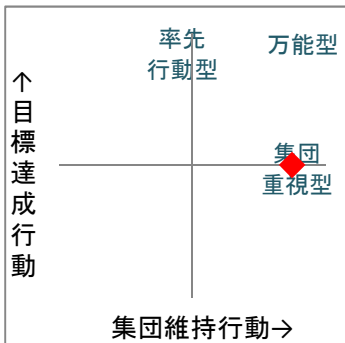 率先
行動型
万能型
↑目標達成行動
集団
重視型
集団維持行動→